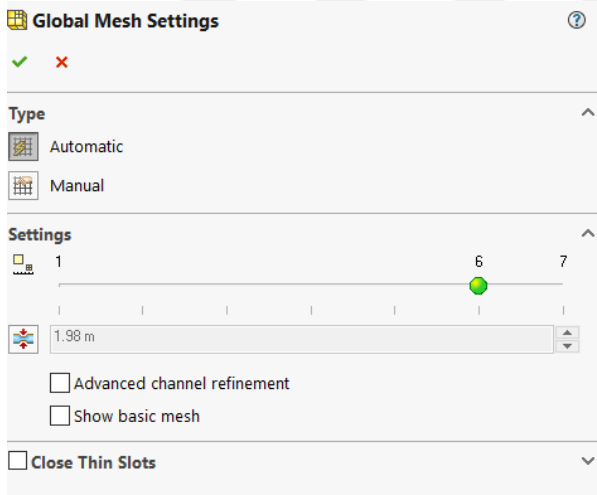 Global Mesh Settings
?
Type
Automatic
Manual
Settings
1 6 7
1.98 m
Advanced channel refinement
Show basic mesh
Close Thin Slots